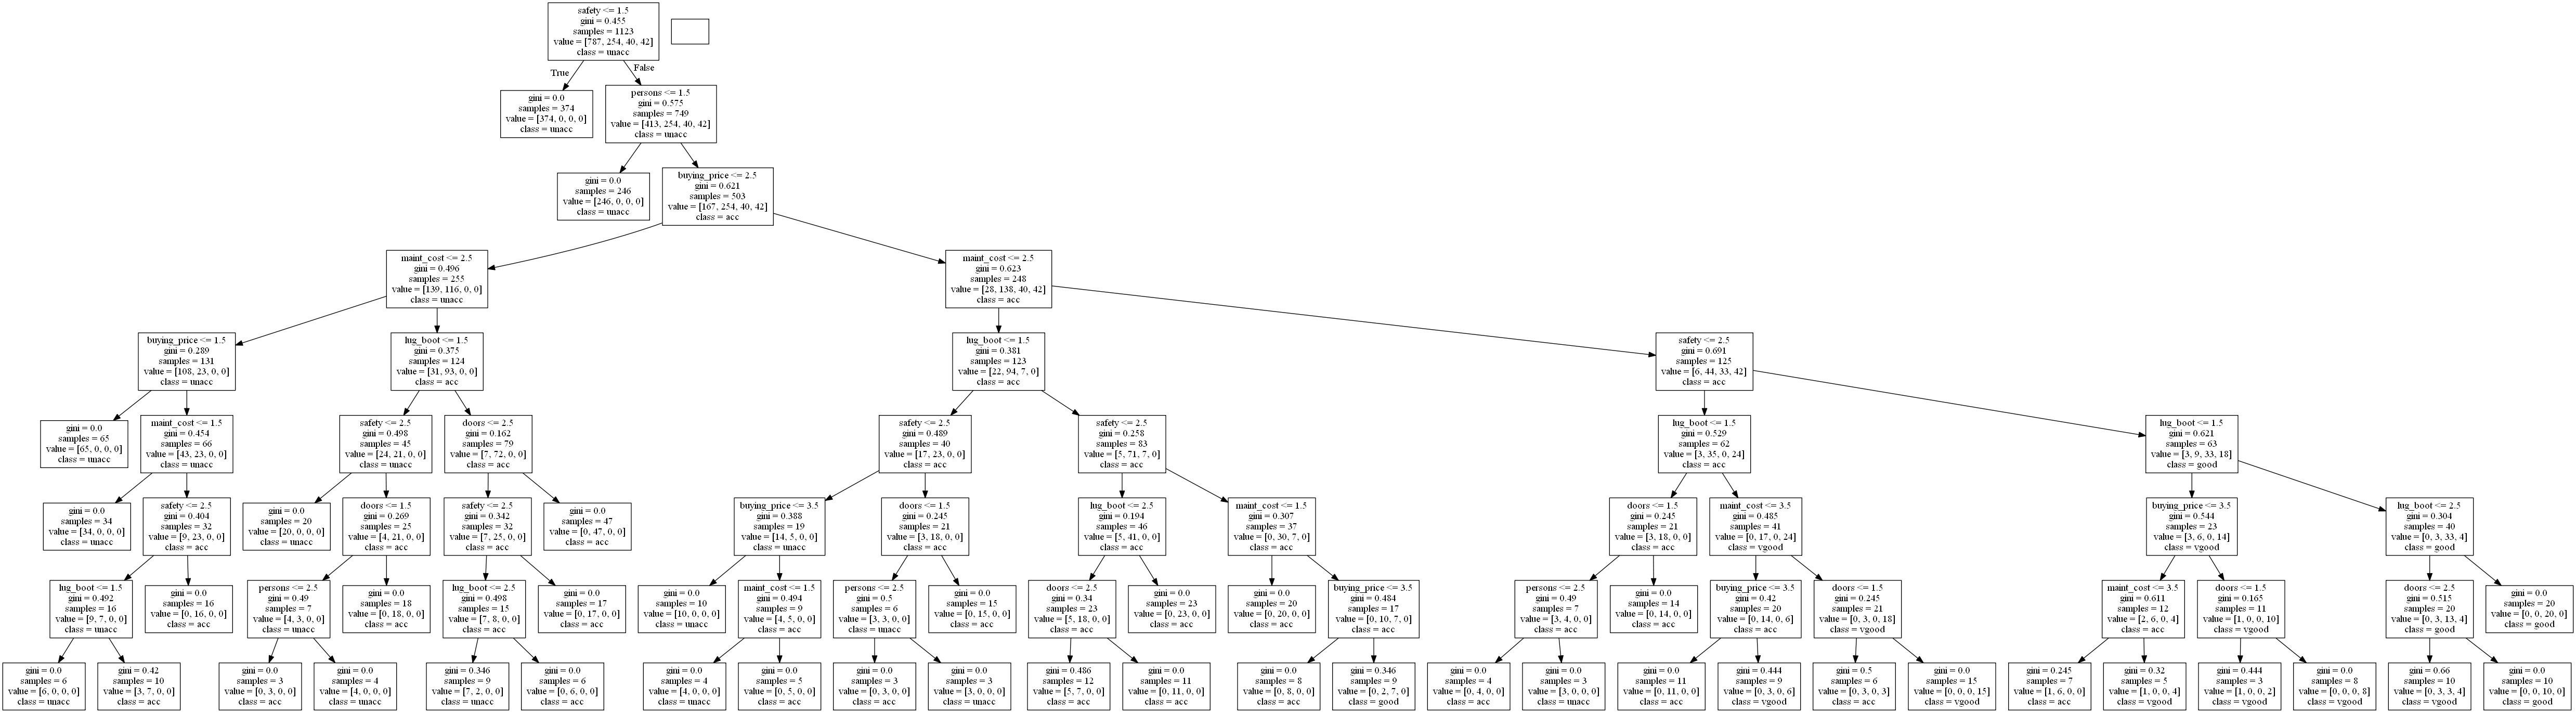 safety <= 1.5
gini = 0.455
samples = 1123
value = [787, 254, 40, 42]
class = unacc
True
False
gini = 0.0
samples = 374
value = [374, 0, 0, 0]
class = unacc
persons <= 1.5
gini = 0.575
samples = 749
value = [413, 254, 40, 42]
class = unacc
gini = 0.0
samples = 246
value = [246, 0, 0, 0]
class = unacc
buying_price <= 2.5
gini = 0.621
samples = 503
value = [167, 254, 40, 42]
class = acc
maint_cost <= 2.5
gini = 0.496
samples = 255
value = [139, 116, 0, 0]
class = unacc
maint_cost <= 2.5
gini = 0.623
samples = 248
value = [28, 138, 40, 42]
class = acc
buying_price <= 1.5
gini = 0.289
samples = 131
value = [108, 23, 0, 0]
class = unacc
lug_boot <= 1.5
gini = 0.375
samples = 124
value = [31, 93, 0, 0]
class = acc
lug_boot <= 1.5
gini = 0.381
samples = 123
value = [22, 94, 7, 0]
class = acc
safety <= 2.5
gini = 0.691
samples = 125
value = [6, 44, 33, 42]
class = acc
gini = 0.0
samples = 65
value = [65, 0, 0, 0]
class = unacc
maint_cost <= 1.5
gini = 0.454
samples = 66
value = [43, 23, 0, 0]
class = unacc
safety <= 2.5
gini = 0.498
samples = 45
value = [24, 21, 0, 0]
class = unacc
doors <= 2.5
gini = 0.162
samples = 79
value = [7, 72, 0, 0]
class = acc
safety <= 2.5
gini = 0.489
samples = 40
value = [17, 23, 0, 0]
class = acc
safety <= 2.5
gini = 0.258
samples = 83
value = [5, 71, 7, 0]
class = acc
lug_boot <= 1.5
gini = 0.529
samples = 62
value = [3, 35, 0, 24]
class = acc
lug_boot <= 1.5
gini = 0.621
samples = 63
value = [3, 9, 33, 18]
class = good
gini = 0.0
samples = 34
value = [34, 0, 0, 0]
class = unacc
safety <= 2.5
gini = 0.404
samples = 32
value = [9, 23, 0, 0]
class = acc
gini = 0.0
samples = 20
value = [20, 0, 0, 0]
class = unacc
doors <= 1.5
gini = 0.269
samples = 25
value = [4, 21, 0, 0]
class = acc
safety <= 2.5
gini = 0.342
samples = 32
value = [7, 25, 0, 0]
class = acc
gini = 0.0
samples = 47
value = [0, 47, 0, 0]
class = acc
buying_price <= 3.5
gini = 0.388
samples = 19
value = [14, 5, 0, 0]
class = unacc
doors <= 1.5
gini = 0.245
samples = 21
value = [3, 18, 0, 0]
class = acc
lug_boot <= 2.5
gini = 0.194
samples = 46
value = [5, 41, 0, 0]
class = acc
maint_cost <= 1.5
gini = 0.307
samples = 37
value = [0, 30, 7, 0]
class = acc
doors <= 1.5
gini = 0.245
samples = 21
value = [3, 18, 0, 0]
class = acc
maint_cost <= 3.5
gini = 0.485
samples = 41
value = [0, 17, 0, 24]
class = vgood
buying_price <= 3.5
gini = 0.544
samples = 23
value = [3, 6, 0, 14]
class = vgood
lug_boot <= 2.5
gini = 0.304
samples = 40
value = [0, 3, 33, 4]
class = good
lug_boot <= 1.5
gini = 0.492
samples = 16
value = [9, 7, 0, 0]
class = unacc
gini = 0.0
samples = 16
value = [0, 16, 0, 0]
class = acc
persons <= 2.5
gini = 0.49
samples = 7
value = [4, 3, 0, 0]
class = unacc
gini = 0.0
samples = 18
value = [0, 18, 0, 0]
class = acc
lug_boot <= 2.5
gini = 0.498
samples = 15
value = [7, 8, 0, 0]
class = acc
gini = 0.0
samples = 17
value = [0, 17, 0, 0]
class = acc
gini = 0.0
samples = 10
value = [10, 0, 0, 0]
class = unacc
maint_cost <= 1.5
gini = 0.494
samples = 9
value = [4, 5, 0, 0]
class = acc
persons <= 2.5
gini = 0.5
samples = 6
value = [3, 3, 0, 0]
class = unacc
gini = 0.0
samples = 15
value = [0, 15, 0, 0]
class = acc
doors <= 2.5
gini = 0.34
samples = 23
value = [5, 18, 0, 0]
class = acc
gini = 0.0
samples = 23
value = [0, 23, 0, 0]
class = acc
gini = 0.0
samples = 20
value = [0, 20, 0, 0]
class = acc
buying_price <= 3.5
gini = 0.484
samples = 17
value = [0, 10, 7, 0]
class = acc
persons <= 2.5
gini = 0.49
samples = 7
value = [3, 4, 0, 0]
class = acc
gini = 0.0
samples = 14
value = [0, 14, 0, 0]
class = acc
buying_price <= 3.5
gini = 0.42
samples = 20
value = [0, 14, 0, 6]
class = acc
doors <= 1.5
gini = 0.245
samples = 21
value = [0, 3, 0, 18]
class = vgood
maint_cost <= 3.5
gini = 0.611
samples = 12
value = [2, 6, 0, 4]
class = acc
doors <= 1.5
gini = 0.165
samples = 11
value = [1, 0, 0, 10]
class = vgood
doors <= 2.5
gini = 0.515
samples = 20
value = [0, 3, 13, 4]
class = good
gini = 0.0
samples = 20
value = [0, 0, 20, 0]
class = good
gini = 0.0
samples = 6
value = [6, 0, 0, 0]
class = unacc
gini = 0.42
samples = 10
value = [3, 7, 0, 0]
class = acc
gini = 0.0
samples = 3
value = [0, 3, 0, 0]
class = acc
gini = 0.0
samples = 4
value = [4, 0, 0, 0]
class = unacc
gini = 0.346
samples = 9
value = [7, 2, 0, 0]
class = unacc
gini = 0.0
samples = 6
value = [0, 6, 0, 0]
class = acc
gini = 0.0
samples = 4
value = [4, 0, 0, 0]
class = unacc
gini = 0.0
samples = 5
value = [0, 5, 0, 0]
class = acc
gini = 0.0
samples = 3
value = [0, 3, 0, 0]
class = acc
gini = 0.0
samples = 3
value = [3, 0, 0, 0]
class = unacc
gini = 0.486
samples = 12
value = [5, 7, 0, 0]
class = acc
gini = 0.0
samples = 11
value = [0, 11, 0, 0]
class = acc
gini = 0.0
samples = 8
value = [0, 8, 0, 0]
class = acc
gini = 0.346
samples = 9
value = [0, 2, 7, 0]
class = good
gini = 0.0
samples = 4
value = [0, 4, 0, 0]
class = acc
gini = 0.0
samples = 3
value = [3, 0, 0, 0]
class = unacc
gini = 0.0
samples = 11
value = [0, 11, 0, 0]
class = acc
gini = 0.444
samples = 9
value = [0, 3, 0, 6]
class = vgood
gini = 0.5
samples = 6
value = [0, 3, 0, 3]
class = acc
gini = 0.0
samples = 15
value = [0, 0, 0, 15]
class = vgood
gini = 0.245
samples = 7
value = [1, 6, 0, 0]
class = acc
gini = 0.32
samples = 5
value = [1, 0, 0, 4]
class = vgood
gini = 0.444
samples = 3
value = [1, 0, 0, 2]
class = vgood
gini = 0.0
samples = 8
value = [0, 0, 0, 8]
class = vgood
gini = 0.66
samples = 10
value = [0, 3, 3, 4]
class = vgood
gini = 0.0
samples = 10
value = [0, 0, 10, 0]
class = good